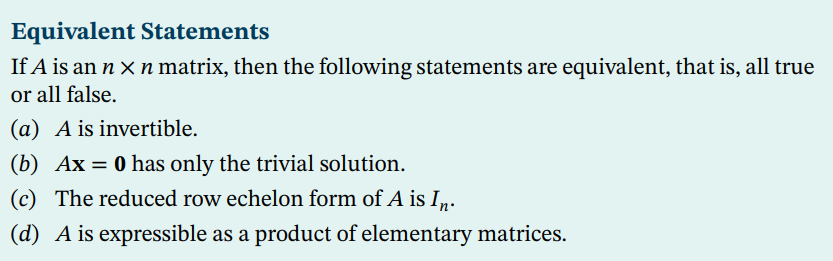 Equivalent Statements
If A is an n × n matrix, then the following statements are equivalent, that is, all true
or all false.
(a) A is invertible.
(b) Ax = 0 has only the trivial solution.
(c) The reduced row echelon form of A is Iₙ.
(d) A is expressible as a product of elementary matrices.